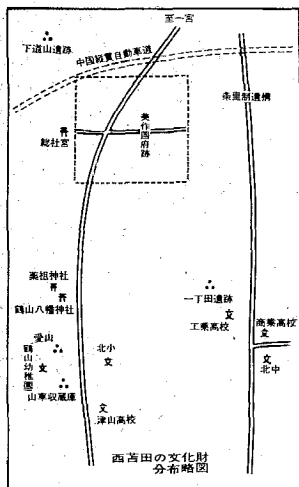 至一宮
下道山遺跡
中国縦貫自動車道
条里制遺構
総社宮
美作国府跡
薬祖神社
鶴山八幡神社
一丁田遺跡
工業高校
商業高校
北中
愛山
鶴山幼稚園
北小
山車収蔵庫
津山高校
西苫田の文化財
分布略図